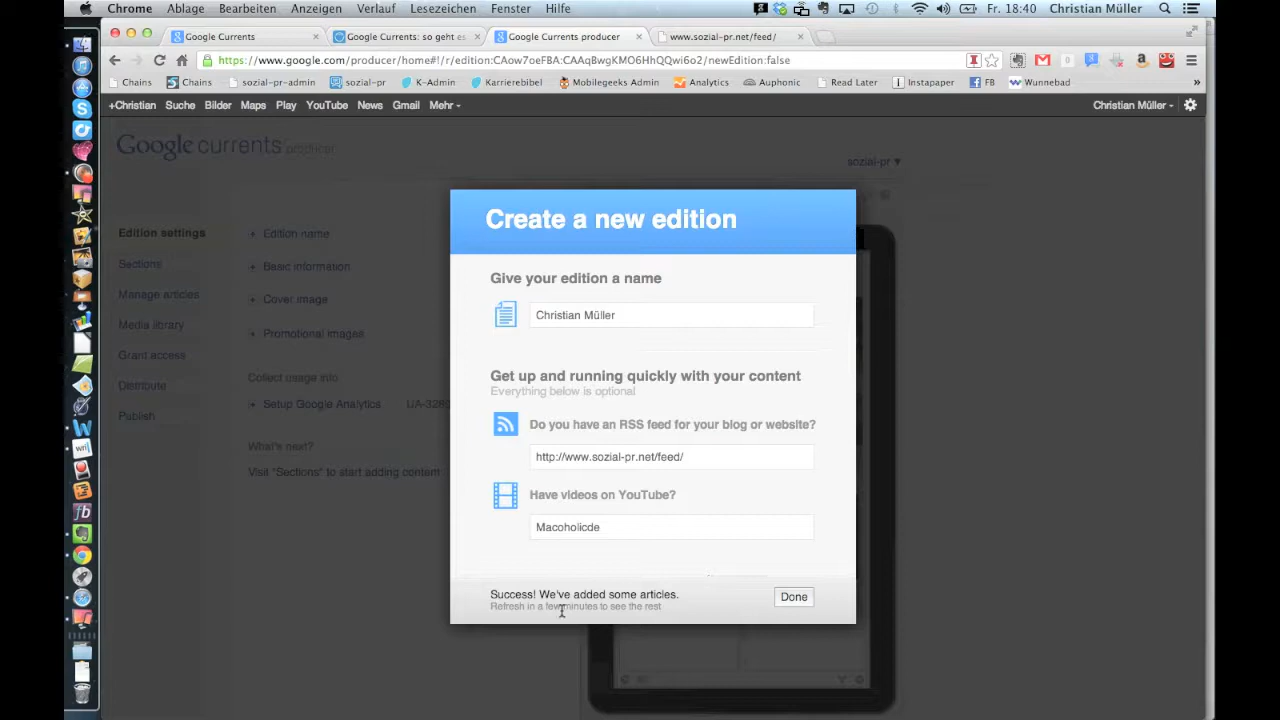 Chrome Ablage Bearbeiten Anzeigen Verlauf Lesezeichen Fenster Hilfe Fr. 18:40 Christian Müller
Google Currents Google Currents: so geht es Google Currents producer www.sozial-pr.net/feed/
https://www.google.com/producer/home#!/r/edition:CAow7oeFBA:CAAqBwgKMO6HhQQwi6o2/newEdition:false
Chains Chains sozial-pr-admin sozial-pr K-Admin Karrierebibel Mobilegeeks Admin Analytics Auphonic Read Later Instapaper FB Wunnebad »
+Christian Suche Bilder Maps Play YouTube News Gmail Mehr Christian Müller
Google currents producer
sozial-pr ▼
Create a new edition
Edition settings
Sections
Manage articles
Media library
Grant access
Distribute
Publish
+ Edition name
+ Basic information
+ Cover image
+ Promotional images
Collect usage info
+ Setup Google Analytics UA-3289
What's next?
Visit "Sections" to start adding content
Give your edition a name
Christian Müller
Get up and running quickly with your content
Everything below is optional
Do you have an RSS feed for your blog or website?
http://www.sozial-pr.net/feed/
Have videos on YouTube?
Macoholicde
Success! We've added some articles.
Refresh in a few minutes to see the rest
Done